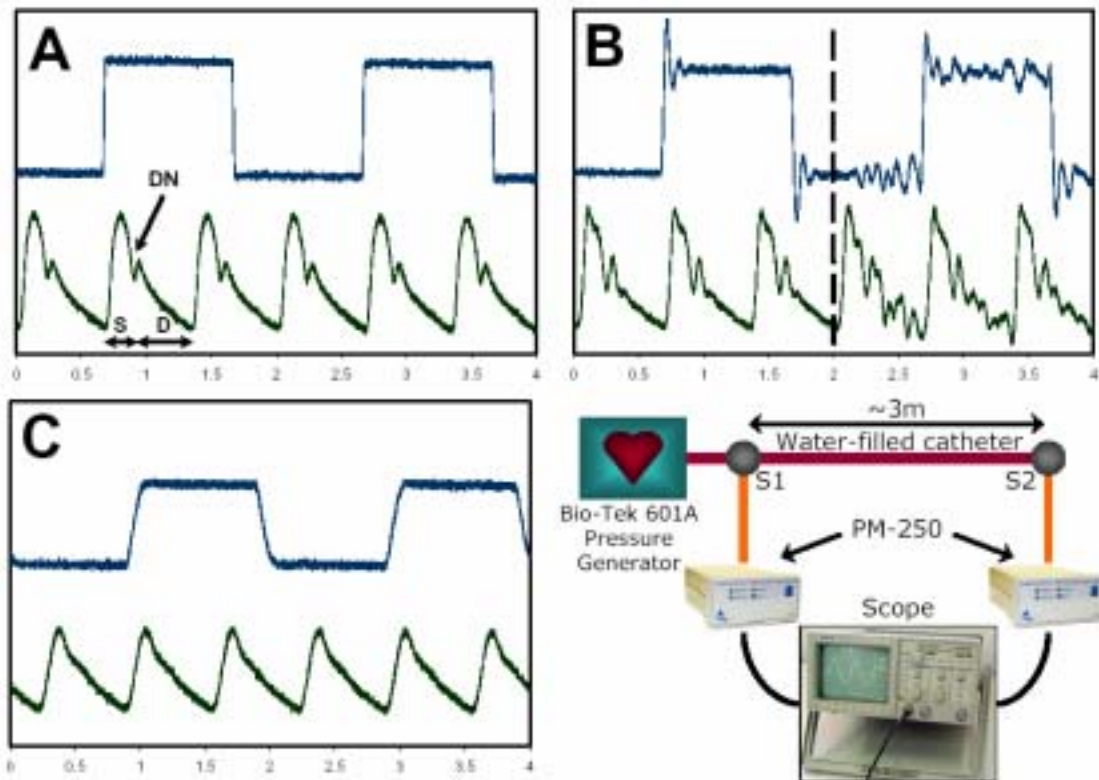 A
DN
S D
0 0.5 1 1.5 2 2.5 3 3.5 4
B
0 0.5 1 1.5 2 2.5 3 3.5 4
C
0 0.5 1 1.5 2 2.5 3 3.5 4
~3m
Water-filled catheter
S1 S2
Bio-Tek 601A
Pressure
Generator
PM-250
Scope